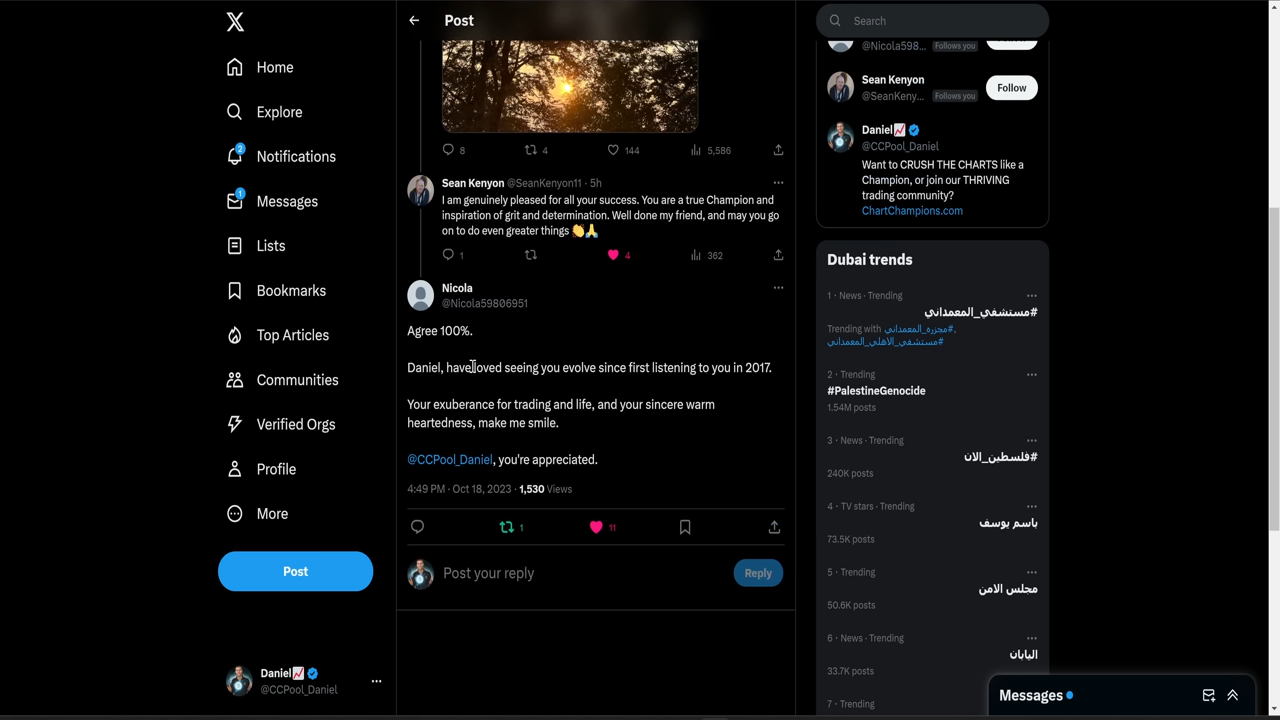 Home
Explore
2
Notifications
1
Messages
Lists
Bookmarks
Top Articles
Communities
Verified Orgs
Profile
More
Post
Daniel📈
@CCPool_Daniel
Post
8 4 144 5,586
Sean Kenyon @SeanKenyon11 · 5h
I am genuinely pleased for all your success. You are a true Champion and
inspiration of grit and determination. Well done my friend, and may you go
on to do even greater things 👏🙏
1 4 362
Nicola
@Nicola59806951
Agree 100%.
Daniel, have loved seeing you evolve since first listening to you in 2017.
Your exuberance for trading and life, and your sincere warm
heartedness, make me smile.
@CCPool_Daniel, you're appreciated.
4:49 PM · Oct 18, 2023 · 1,530 Views
1 11
Post your reply
Reply
Search
@Nicola598... Follows you
Sean Kenyon
@SeanKeny... Follows you
Follow
Daniel📈
@CCPool_Daniel
Want to CRUSH THE CHARTS like a
Champion, or join our THRIVING
trading community?
ChartChampions.com
Dubai trends
1 · News · Trending
#مستشفي_المعمداني
Trending with #مجزره_المعمداني,
#مستشفي_الاهلي_المعمداني
2 · Trending
#PalestineGenocide
1.54M posts
3 · News · Trending
#فلسطين_الان
240K posts
4 · TV stars · Trending
باسم يوسف
73.5K posts
5 · Trending
مجلس الامن
50.6K posts
6 · News · Trending
اليابان
33.7K posts
7 · Trending
Messages